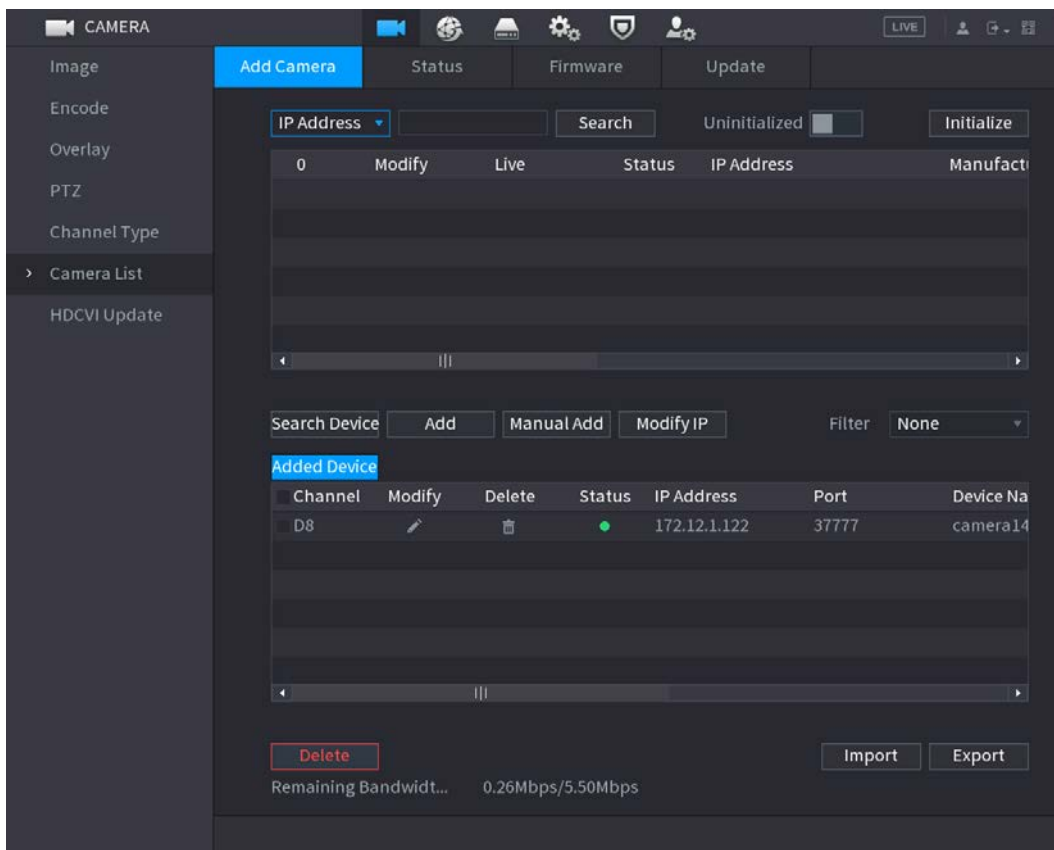 CAMERA
LIVE
Image
Encode
Overlay
PTZ
Channel Type
Camera List
HDCVI Update
Add Camera Status Firmware Update
IP Address Search Uninitialized Initialize
0 Modify Live Status IP Address Manufactu
Search Device Add Manual Add Modify IP Filter None
Added Device
Channel Modify Delete Status IP Address Port Device Na
D8 172.12.1.122 37777 camera14
Delete Import Export
Remaining Bandwidt... 0.26Mbps/5.50Mbps